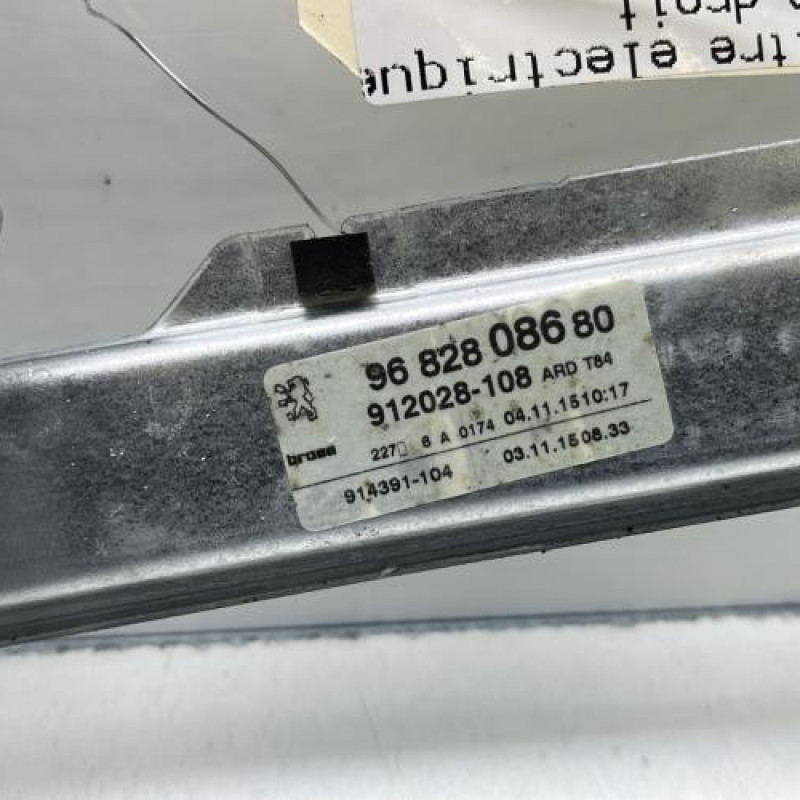 tre electrique
droit
96 828 086 80
912028-108 ARD T84
brose 227 6 A 0174 04.11.15 10:17
914391-104 03.11.15 08.33